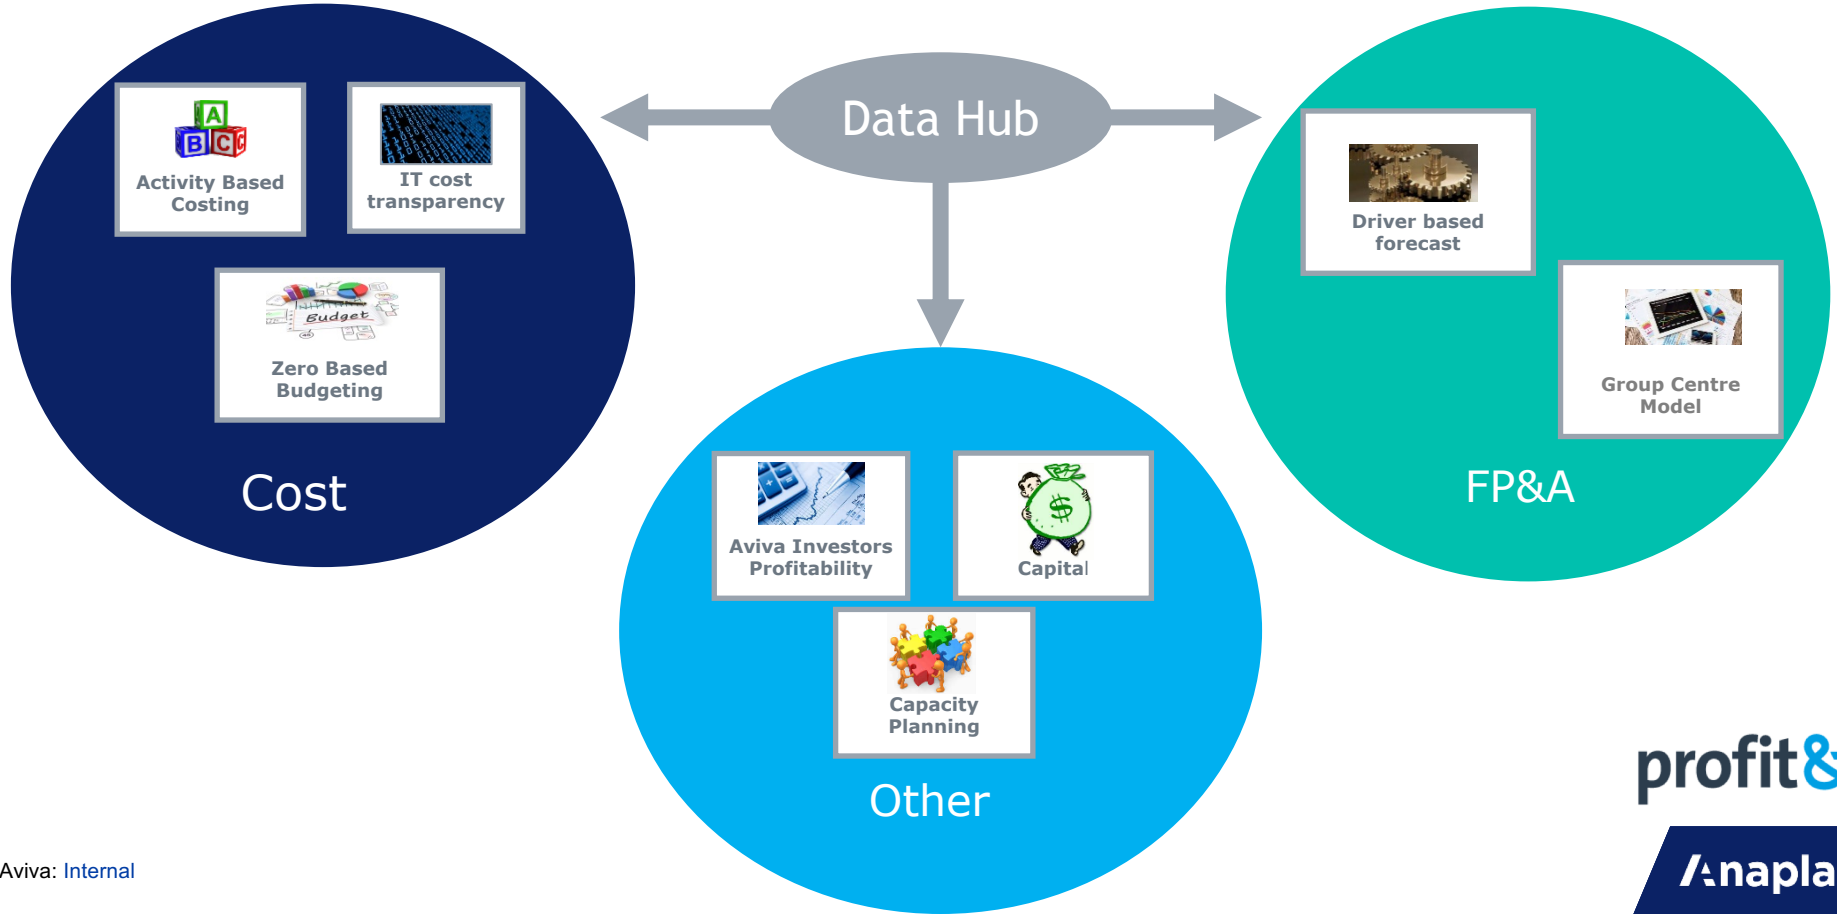 Data Hub
A
B C C
Activity Based
Costing
IT cost
transparency
Budget
Zero Based
Budgeting
Cost
Driver based
forecast
Group Centre
Model
FP&A
Aviva Investors
Profitability
$
Capital
Capacity
Planning
Other
profit&
Anapla
Aviva: Internal